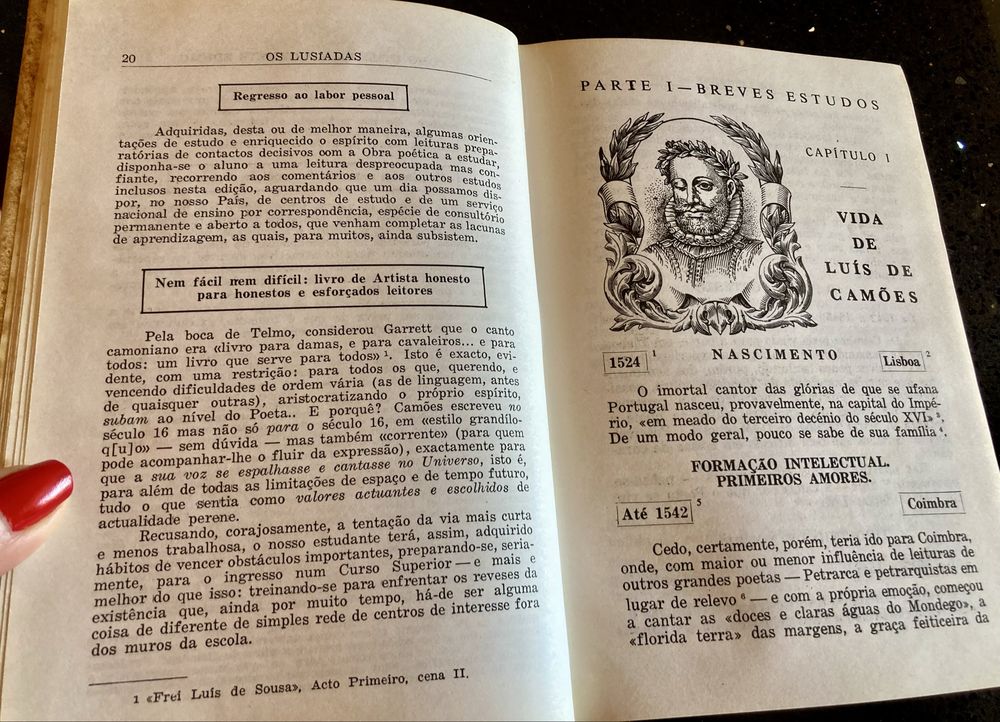 20
OS LUSÍADAS
Regresso ao labor pessoal
Adquiridas, desta ou de melhor maneira, algumas orien-
tações de estudo e enriquecido o espírito com leituras prepa-
ratórias de contactos decisivos com a Obra poética a estudar,
disponha-se o aluno a uma leitura despreocupada mas con-
fiante, recorrendo aos comentários e aos outros estudos
inclusos nesta edição, aguardando que um dia possamos dis-
por, no nosso País, de centros de estudo e de um serviço
nacional de ensino por correspondência, espécie de consultório
permanente e aberto a todos, que venham completar as lacunas
de aprendizagem, as quais, para muitos, ainda subsistem.
Nem fácil nem difícil: livro de Artista honesto
para honestos e esforçados leitores
Pela boca de Telmo, considerou Garrett que o canto
camoniano era «livro para damas, e para cavaleiros... e para
todos: um livro que serve para todos» 1. Isto é exacto, evi-
dente, com uma restrição: para todos os que, querendo, e
vencendo dificuldades de ordem vária (as de linguagem, antes
de quaisquer outras), aristocratizando o próprio espírito,
subam ao nível do Poeta.. E porquê? Camões escreveu no
século 16 mas não só para o século 16, em «estilo grandílo-
q[u]o» — sem dúvida — mas também «corrente» (para quem
pode acompanhar-lhe o fluir da expressão), exactamente para
que a sua voz se espalhasse e cantasse no Universo, isto é,
para além de todas as limitações de espaço e de tempo futuro,
tudo o que sentia como valores actuantes e escolhidos de
actualidade perene.
Recusando, corajosamente, a tentação da via mais curta
e menos trabalhosa, o nosso estudante terá, assim, adquirido
hábitos de vencer obstáculos importantes, preparando-se, seria-
mente, para o ingresso num Curso Superior — e mais e
melhor do que isso: treinando-se para enfrentar os reveses da
existência que, ainda por muito tempo, há-de ser alguma
coisa de diferente de simples rede de centros de interesse fora
dos muros da escola.
1 «Frei Luís de Sousa», Acto Primeiro, cena II.
PARTE I — BREVES ESTUDOS
CAPÍTULO I
VIDA
DE
LUÍS DE
CAMÕES
1524 1
NASCIMENTO
Lisboa 2
O imortal cantor das glórias de que se ufana
Portugal nasceu, provavelmente, na capital do Impé-
rio, «em meado do terceiro decénio do século XVI» 3.
De um modo geral, pouco se sabe de sua família 4.
FORMAÇÃO INTELECTUAL.
PRIMEIROS AMORES.
Até 1542 5
Coimbra
Cedo, certamente, porém, teria ido para Coimbra,
onde, com maior ou menor influência de leituras de
outros grandes poetas — Petrarca e petrarquistas em
lugar de relevo 6 — e com a própria emoção, começou
a cantar as «doces e claras águas do Mondego», a
«florida terra» das margens, a graça feiticeira da